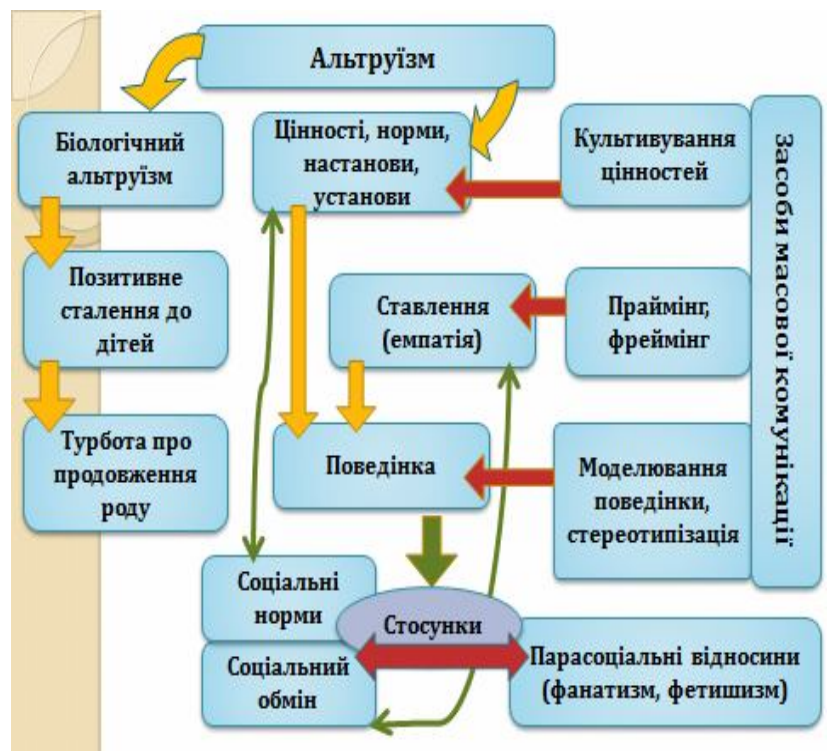 Альтруїзм
Біологічний
альтруїзм
Цінності, норми,
настанови,
установи
Культивування
цінностей
Засоби масової комунікації
Позитивне
сталення до
дітей
Ставлення
(емпатія)
Праймінг,
фреймінг
Турбота про
продовження
роду
Поведінка
Моделювання
поведінки,
стереотипізація
Соціальні
норми
Стосунки
Соціальний
обмін
Парасоціальні відносини
(фанатизм, фетишизм)